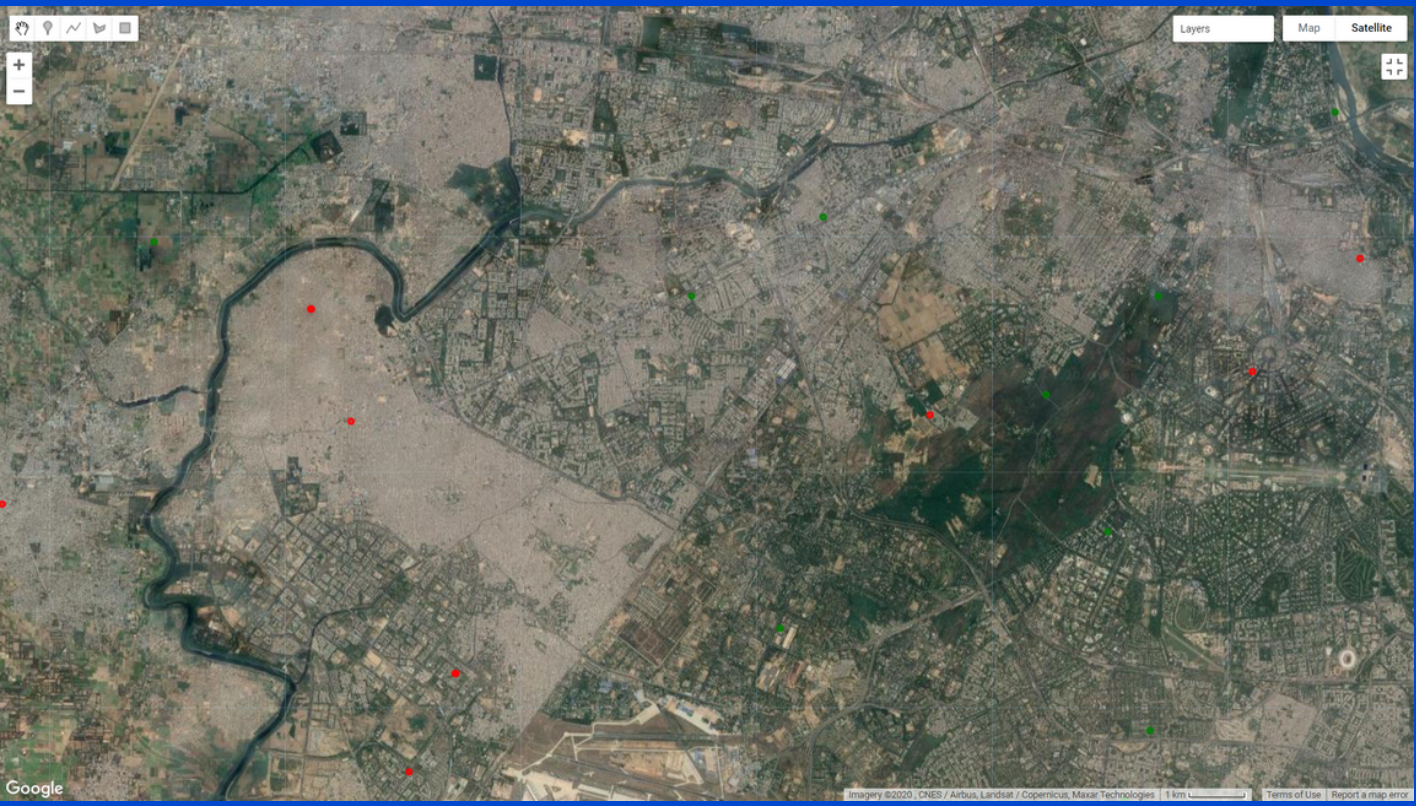 Layers
Map
Satellite
+
−
Google
Imagery ©2020 , CNES / Airbus, Landsat / Copernicus, Maxar Technologies
1 km
Terms of Use
Report a map error